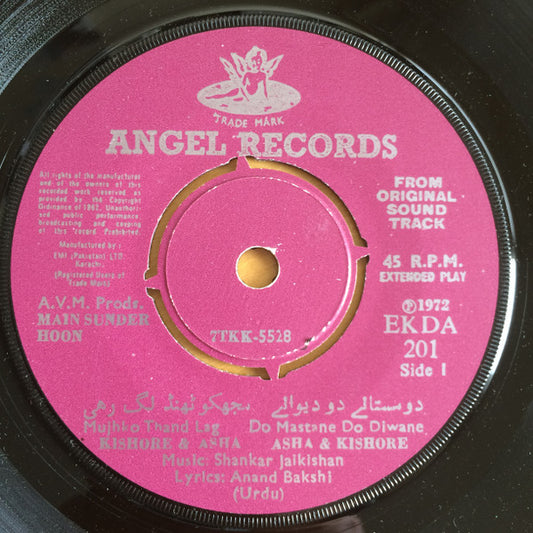 TRADE MARK
ANGEL RECORDS
All rights of the manufacturer
and of the owners of this
recorded work reserved as
provided by the Copyright
Ordinance of 1962. Unauthori-
sed public performance,
broadcasting and copying
of this record Prohibited.
Manufactured by:
EMI (Pakistan) LTD.
Karachi.
(Registered Users of
Trade Mark)
A.V.M. Prods.
MAIN SUNDER
HOON
FROM
ORIGINAL
SOUND
TRACK
45 R.P.M.
EXTENDED PLAY
Ⓟ1972
EKDA
201
Side 1
7TKK-5528
مجھکو ٹھنڈ لگ رھی
دو مستانے دو دیوانے
Mujhko Thand Lag
Do Mastane Do Diwane
KISHORE & ASHA
ASHA & KISHORE
Music: Shankar Jaikishan
Lyrics: Anand Bakshi
(Urdu)